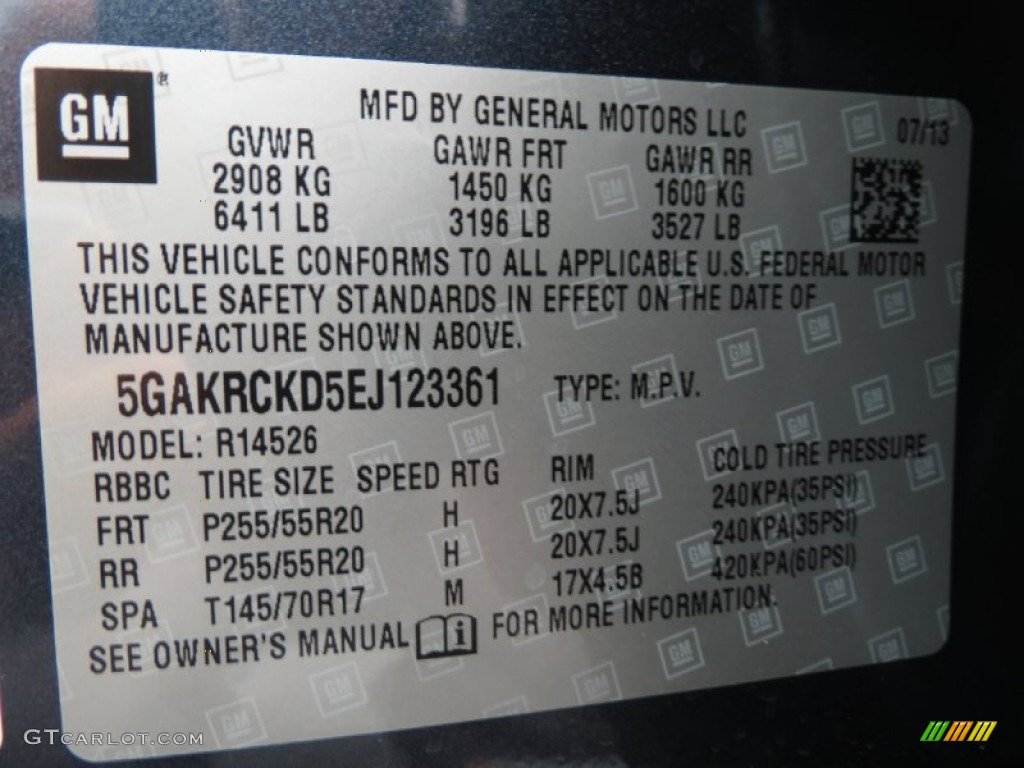 GM ®
MFD BY GENERAL MOTORS LLC
07/13
GVWR GAWR FRT GAWR RR
2908 KG 1450 KG 1600 KG
6411 LB 3196 LB 3527 LB
THIS VEHICLE CONFORMS TO ALL APPLICABLE U.S. FEDERAL MOTOR
VEHICLE SAFETY STANDARDS IN EFFECT ON THE DATE OF
MANUFACTURE SHOWN ABOVE.
5GAKRCKD5EJ123361 TYPE: M.P.V.
MODEL: R14526
RBBC TIRE SIZE SPEED RTG RIM COLD TIRE PRESSURE
FRT P255/55R20 H 20X7.5J 240KPA(35PSI)
RR P255/55R20 H 20X7.5J 240KPA(35PSI)
SPA T145/70R17 M 17X4.5B 420KPA(60PSI)
SEE OWNER'S MANUAL i FOR MORE INFORMATION.
GTCARLOT.COM